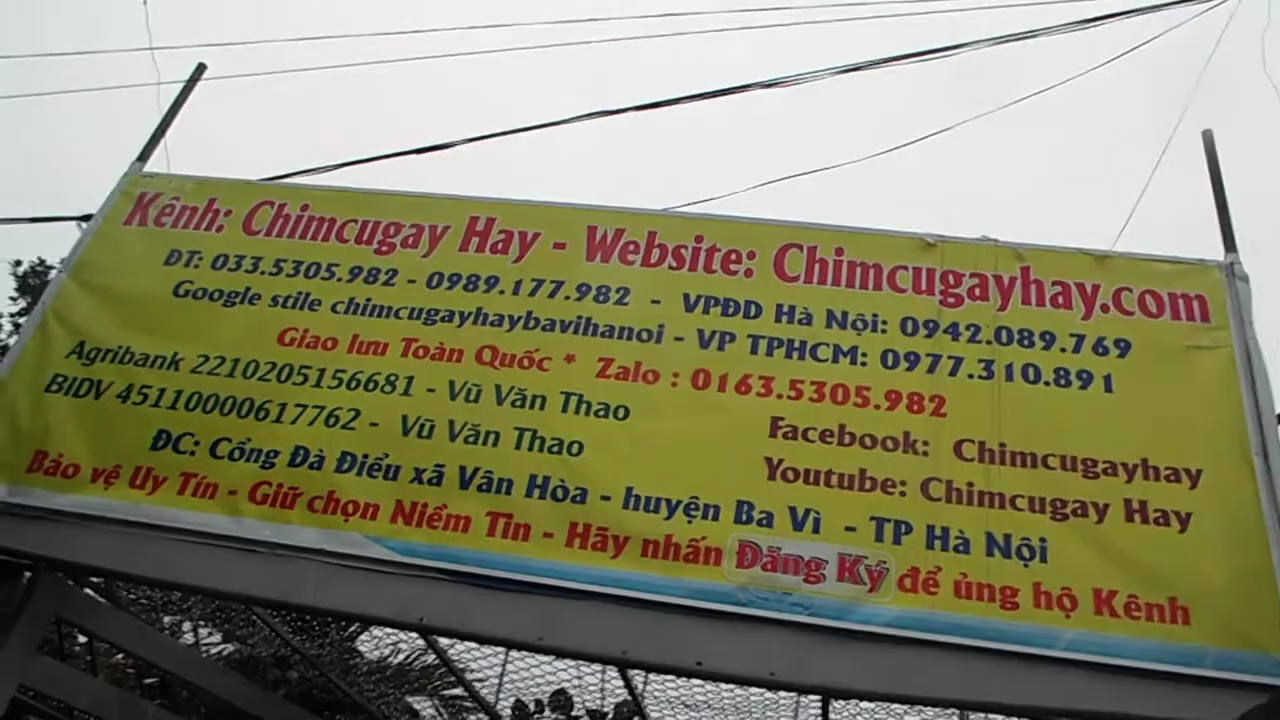 Kênh: Chimcugay Hay - Website: Chimcugayhay.com
ĐT: 033.5305.982 - 0989.177.982 - VPĐD Hà Nội: 0942.089.769
Google stile chimcugayhaybavihanoi - VP TPHCM: 0977.310.891
Giao lưu Toàn Quốc * Zalo : 0163.5305.982
Agribank 2210205156681 - Vũ Văn Thao
Facebook: Chimcugayhay
BIDV 45110000617762 - Vũ Văn Thao
Youtube: Chimcugay Hay
ĐC: Cổng Đà Điểu xã Vân Hòa - huyện Ba Vì - TP Hà Nội
Bảo vệ Uy Tín - Giữ chọn Niềm Tin - Hãy nhấn Đăng Ký để ủng hộ Kênh